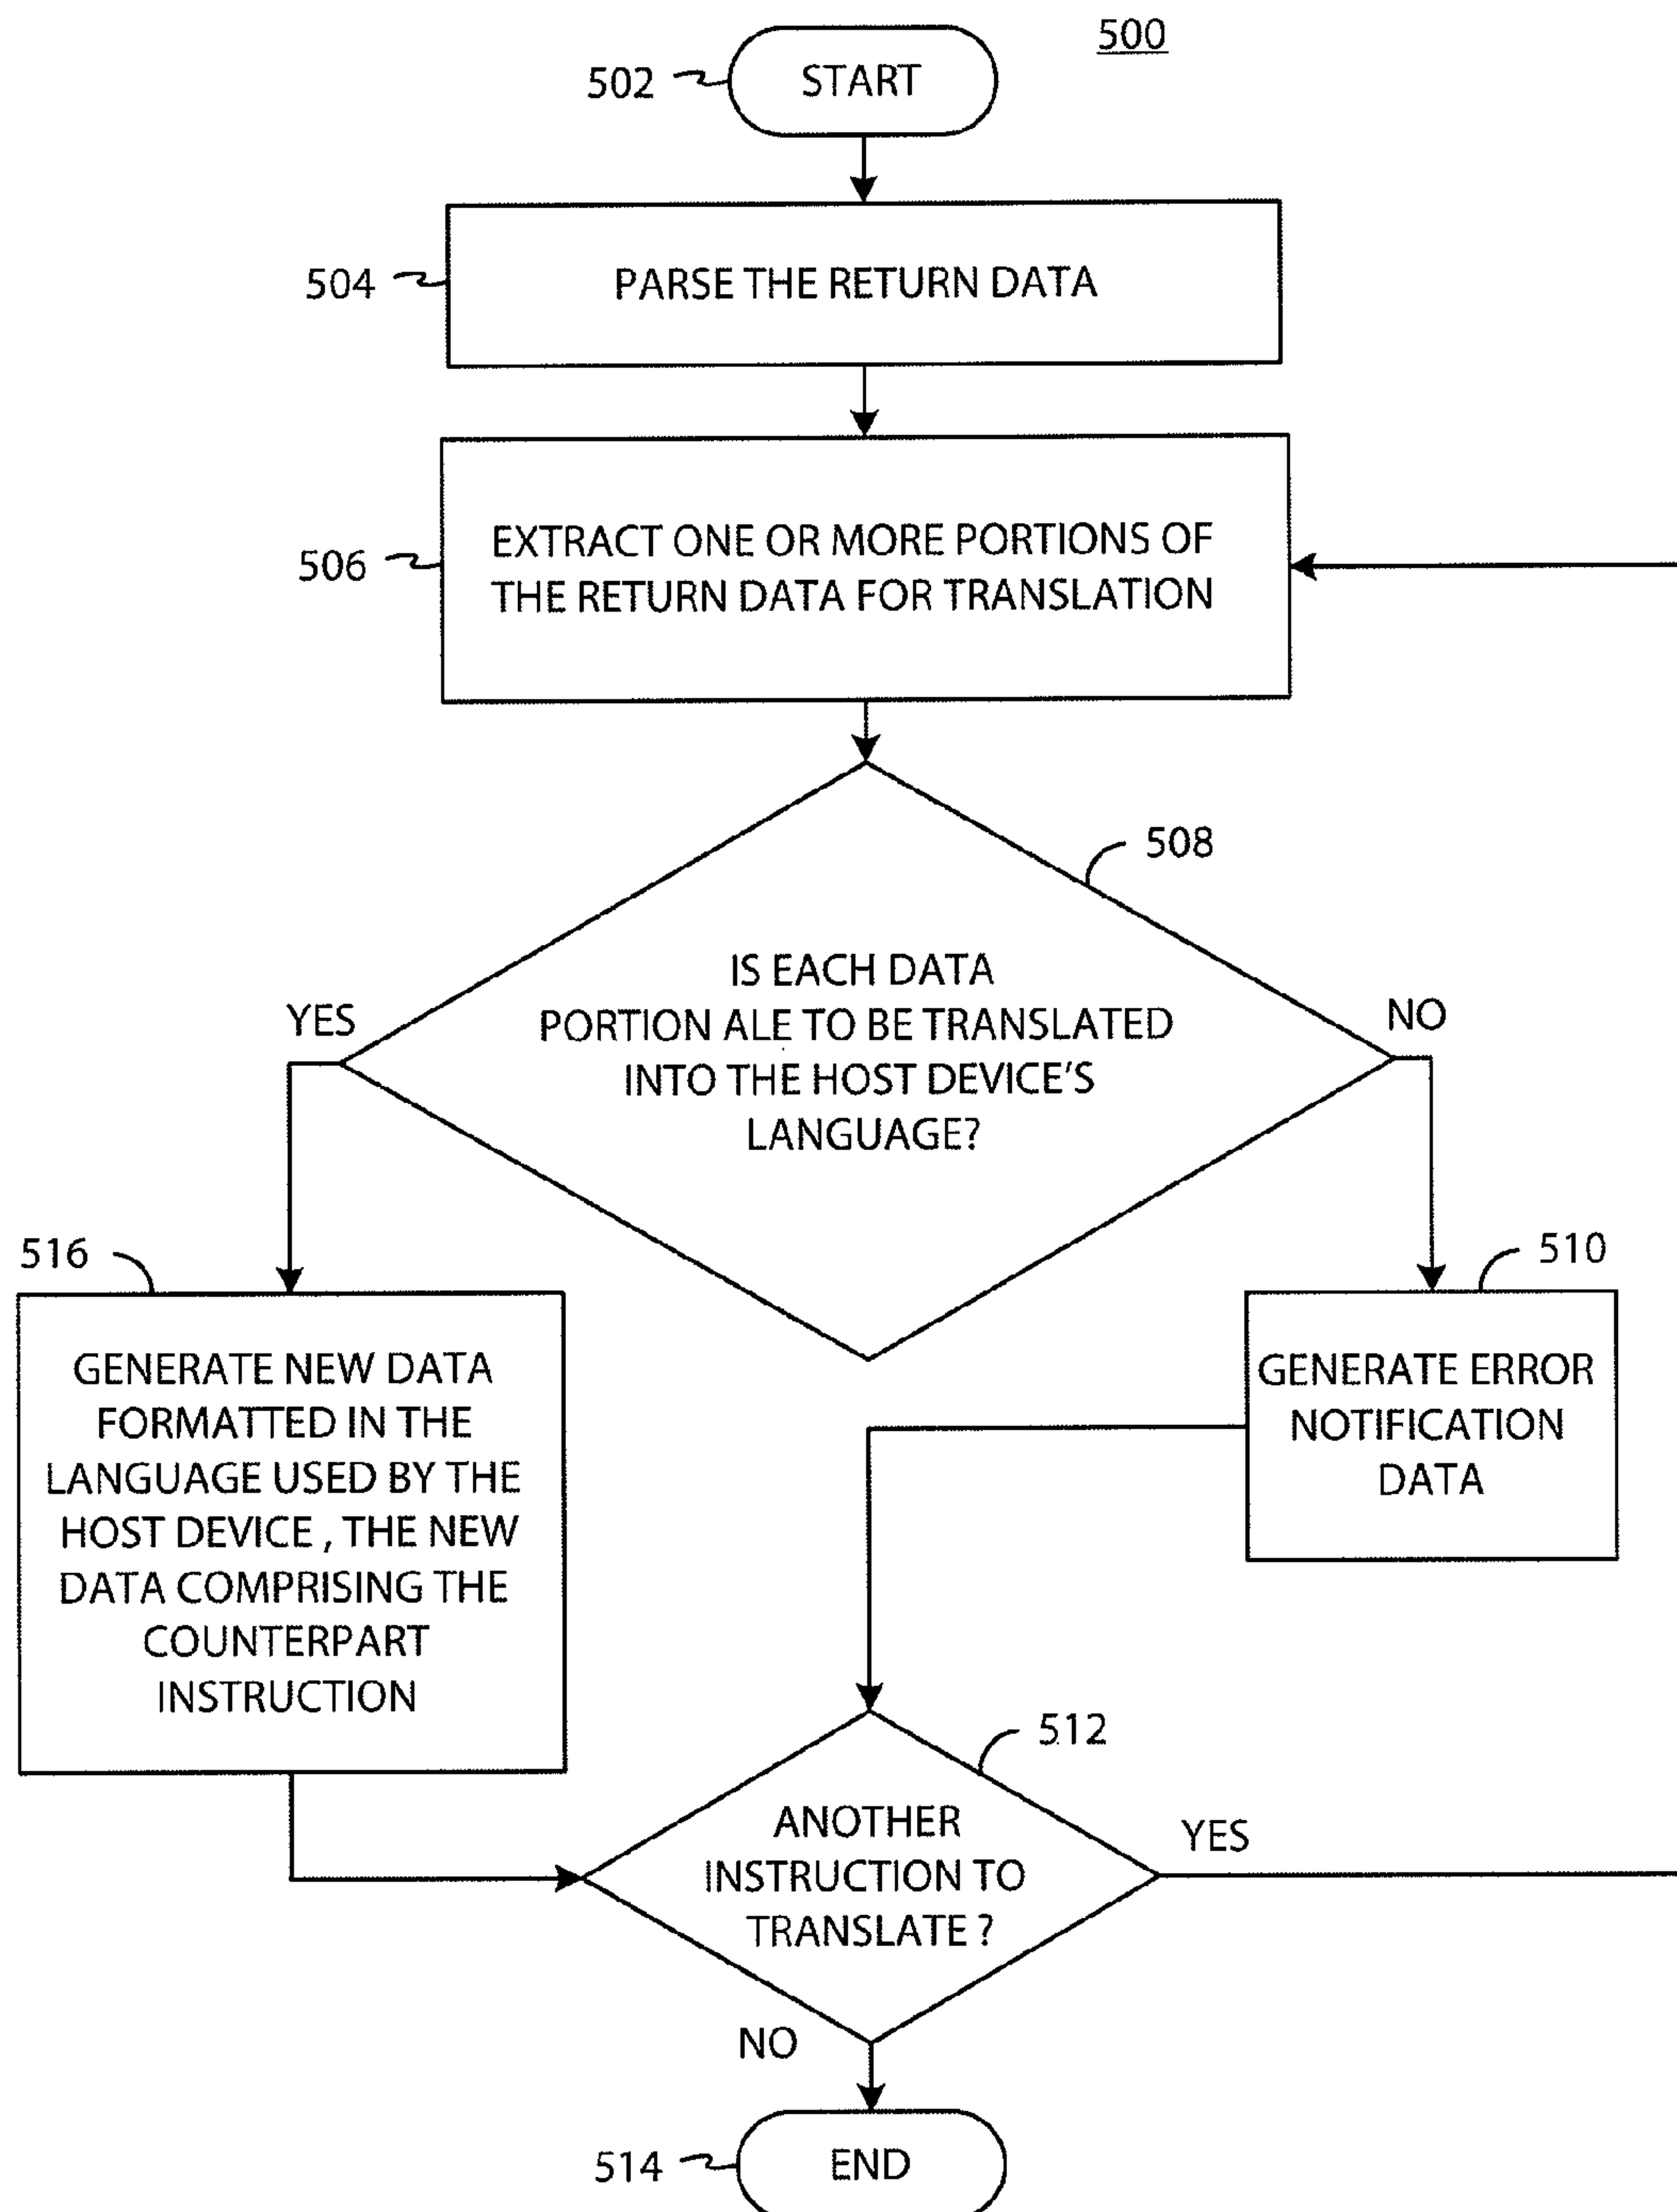 500
502
START
504
PARSE THE RETURN DATA
506
EXTRACT ONE OR MORE PORTIONS OF
THE RETURN DATA FOR TRANSLATION
508
IS EACH DATA
PORTION ALE TO BE TRANSLATED
INTO THE HOST DEVICE'S
LANGUAGE?
YES
NO
516
GENERATE NEW DATA
FORMATTED IN THE
LANGUAGE USED BY THE
HOST DEVICE , THE NEW
DATA COMPRISING THE
COUNTERPART
INSTRUCTION
510
GENERATE ERROR
NOTIFICATION
DATA
512
ANOTHER
INSTRUCTION TO
TRANSLATE ?
YES
NO
514
END